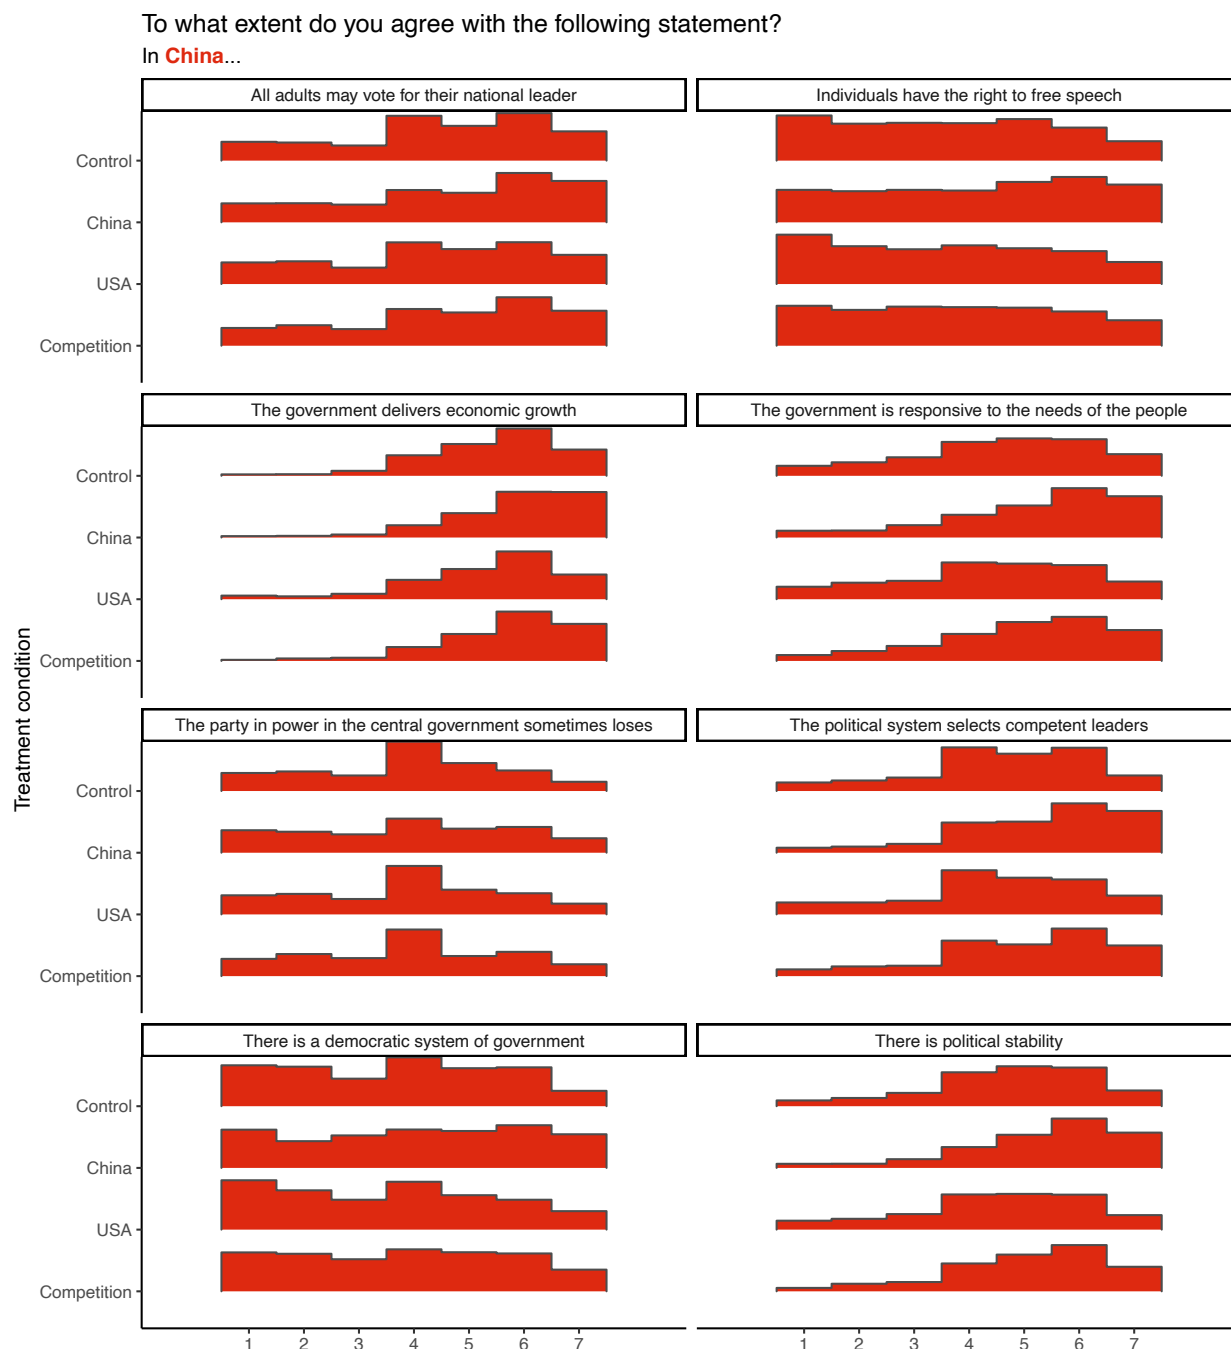 To what extent do you agree with the following statement?
In China...
All adults may vote for their national leader
Individuals have the right to free speech
Control
China
USA
Competition
The government delivers economic growth
The government is responsive to the needs of the people
Control
China
USA
Competition
The party in power in the central government sometimes loses
The political system selects competent leaders
Control
China
USA
Competition
There is a democratic system of government
There is political stability
Control
China
USA
Competition
Treatment condition
1 2 3 4 5 6 7
1 2 3 4 5 6 7